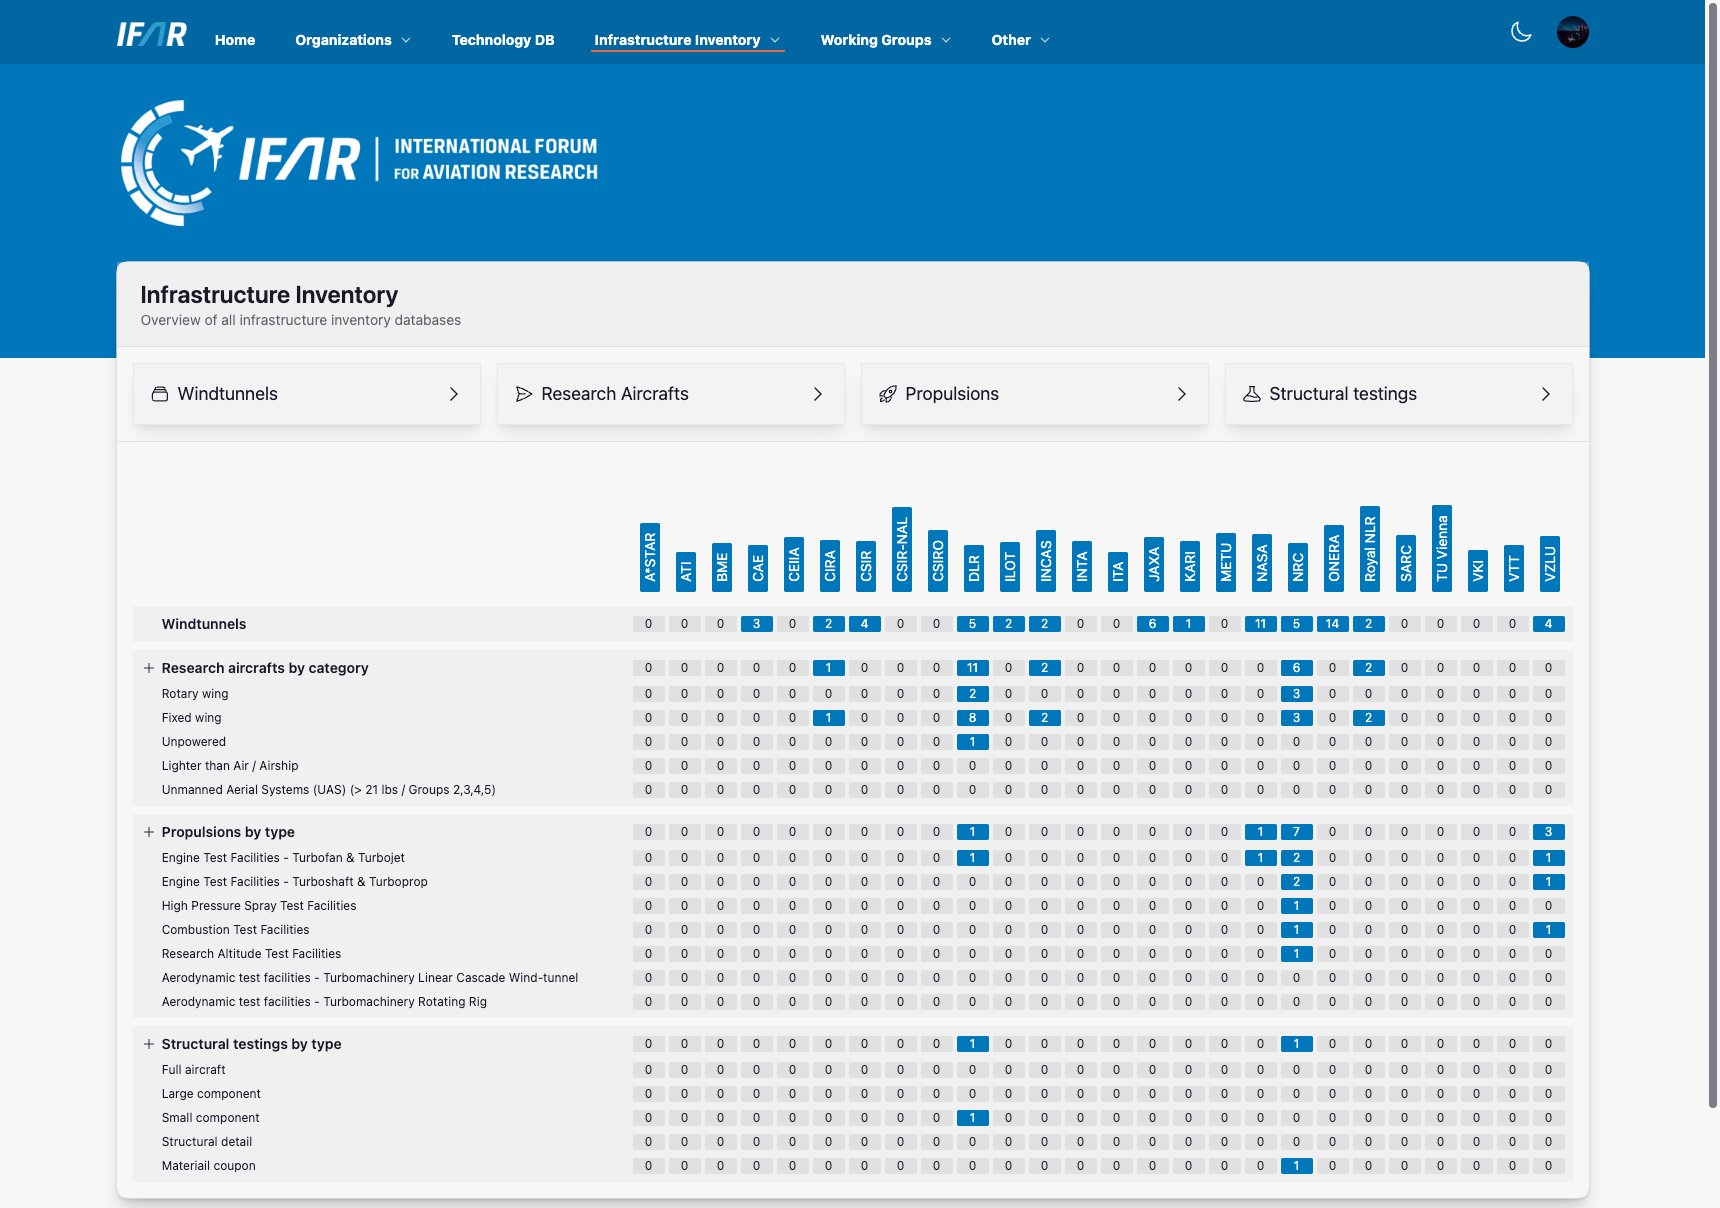 IFAR Home Organizations Technology DB Infrastructure Inventory Working Groups Other
IFAR INTERNATIONAL FORUM
FOR AVIATION RESEARCH
Infrastructure Inventory
Overview of all infrastructure inventory databases
Windtunnels Research Aircrafts Propulsions Structural testings
A*STAR ATI BME CAE CEIIA CIRA CSIR CSIR-NAL CSIRO DLR ILOT INCAS INTA ITA JAXA KARI METU NASA NRC ONERA Royal NLR SARC TU Vienna VKI VTT VZLU
Windtunnels 0 0 0 3 0 2 4 0 0 5 2 2 0 0 6 1 0 11 5 14 2 0 0 0 0 4
Research aircrafts by category 0 0 0 0 0 1 0 0 0 11 0 2 0 0 0 0 0 0 6 0 2 0 0 0 0 0
Rotary wing 0 0 0 0 0 0 0 0 0 2 0 0 0 0 0 0 0 0 3 0 0 0 0 0 0 0
Fixed wing 0 0 0 0 0 1 0 0 0 8 0 2 0 0 0 0 0 0 3 0 2 0 0 0 0 0
Unpowered 0 0 0 0 0 0 0 0 0 1 0 0 0 0 0 0 0 0 0 0 0 0 0 0 0 0
Lighter than Air / Airship 0 0 0 0 0 0 0 0 0 0 0 0 0 0 0 0 0 0 0 0 0 0 0 0 0 0
Unmanned Aerial Systems (UAS) (> 21 lbs / Groups 2,3,4,5) 0 0 0 0 0 0 0 0 0 0 0 0 0 0 0 0 0 0 0 0 0 0 0 0 0 0
Propulsions by type 0 0 0 0 0 0 0 0 0 1 0 0 0 0 0 0 0 1 7 0 0 0 0 0 0 3
Engine Test Facilities - Turbofan & Turbojet 0 0 0 0 0 0 0 0 0 1 0 0 0 0 0 0 0 1 2 0 0 0 0 0 0 1
Engine Test Facilities - Turboshaft & Turboprop 0 0 0 0 0 0 0 0 0 0 0 0 0 0 0 0 0 0 2 0 0 0 0 0 0 1
High Pressure Spray Test Facilities 0 0 0 0 0 0 0 0 0 0 0 0 0 0 0 0 0 0 1 0 0 0 0 0 0 0
Combustion Test Facilities 0 0 0 0 0 0 0 0 0 0 0 0 0 0 0 0 0 0 1 0 0 0 0 0 0 1
Research Altitude Test Facilities 0 0 0 0 0 0 0 0 0 0 0 0 0 0 0 0 0 0 1 0 0 0 0 0 0 0
Aerodynamic test facilities - Turbomachinery Linear Cascade Wind-tunnel 0 0 0 0 0 0 0 0 0 0 0 0 0 0 0 0 0 0 0 0 0 0 0 0 0 0
Aerodynamic test facilities - Turbomachinery Rotating Rig 0 0 0 0 0 0 0 0 0 0 0 0 0 0 0 0 0 0 0 0 0 0 0 0 0 0
Structural testings by type 0 0 0 0 0 0 0 0 0 1 0 0 0 0 0 0 0 0 1 0 0 0 0 0 0 0
Full aircraft 0 0 0 0 0 0 0 0 0 0 0 0 0 0 0 0 0 0 0 0 0 0 0 0 0 0
Large component 0 0 0 0 0 0 0 0 0 0 0 0 0 0 0 0 0 0 0 0 0 0 0 0 0 0
Small component 0 0 0 0 0 0 0 0 0 1 0 0 0 0 0 0 0 0 0 0 0 0 0 0 0 0
Structural detail 0 0 0 0 0 0 0 0 0 0 0 0 0 0 0 0 0 0 0 0 0 0 0 0 0 0
Materiail coupon 0 0 0 0 0 0 0 0 0 0 0 0 0 0 0 0 0 0 1 0 0 0 0 0 0 0